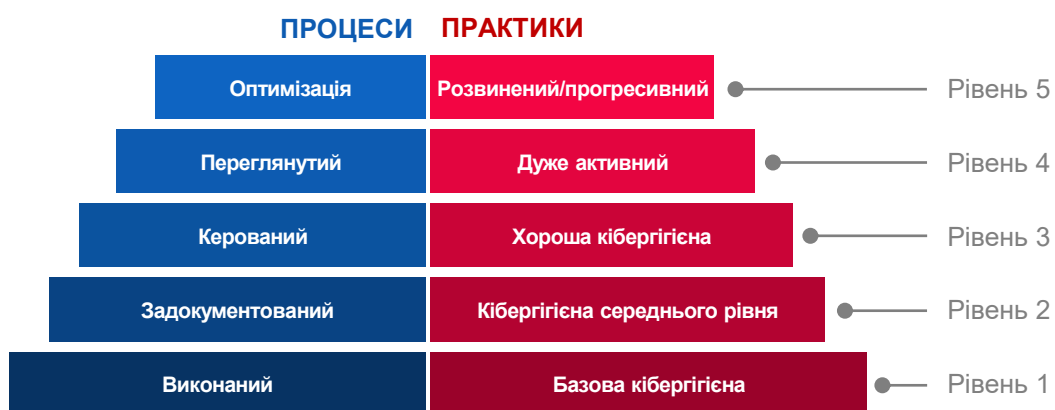 ПРОЦЕСИ ПРАКТИКИ
Оптимізація Розвинений/прогресивний Рівень 5
Переглянутий Дуже активний Рівень 4
Керований Хороша кібергігієна Рівень 3
Задокументований Кібергігієна середнього рівня Рівень 2
Виконаний Базова кібергігієна Рівень 1